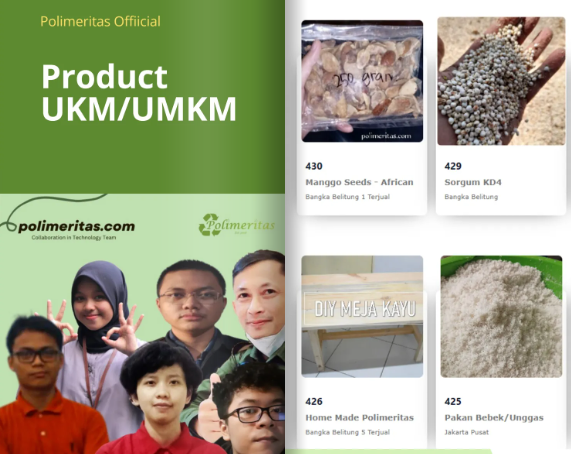 Polimeritas Offiicial
Product
UKM/UMKM
polimeritas.com
Collaboration in Technology Team
Polimeritas
250 gram
polimeritas.com
430
Manggo Seeds - African
Bangka Belitung 1 Terjual
429
Sorgum KD4
Bangka Belitung
DIY MEJA KAYU
426
Home Made Polimeritas
Bangka Belitung 5 Terjual
425
Pakan Bebek/Unggas
Jakarta Pusat